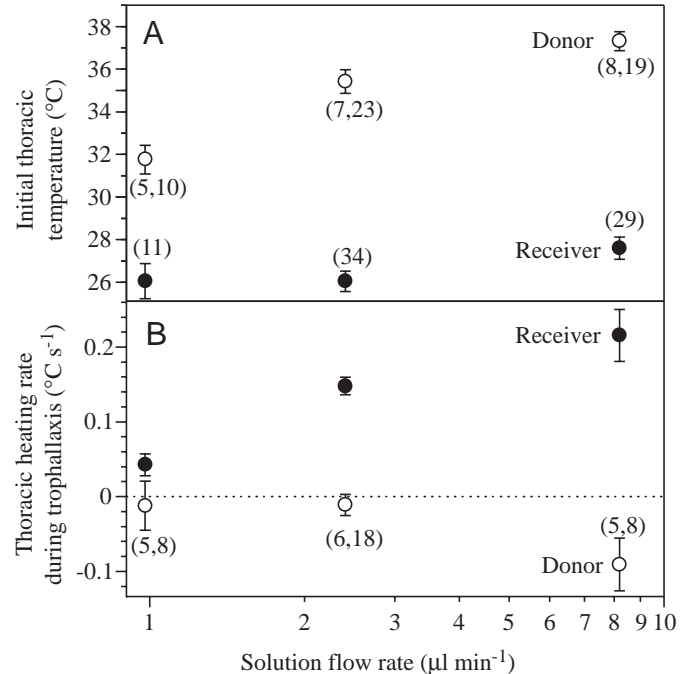 A
Initial thoracic
temperature (°C)
38
36
34
32
30
28
26
Donor
(8,19)
(7,23)
(5,10)
(11)
(34)
(29)
Receiver
B
Thoracic heating rate
during trophallaxis (°C s-1)
0.2
0.1
0
-0.1
Receiver
(5,8)
(6,18)
(5,8)
Donor
1 2 3 4 5 6 7 8 9 10
Solution flow rate (μl min-1)